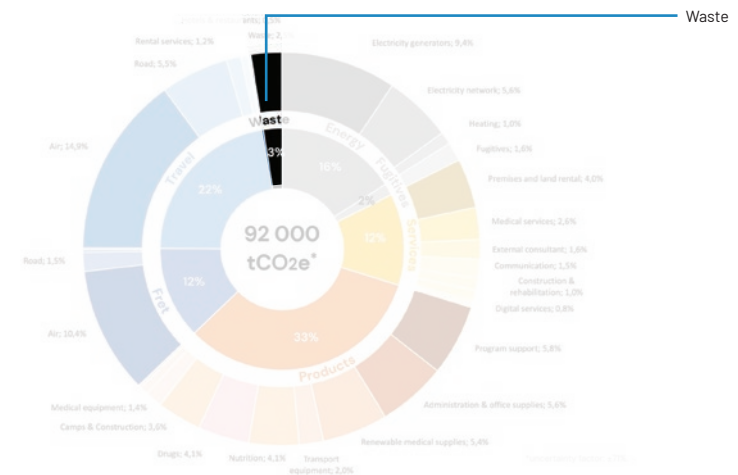 Waste
Rental services; 1,2%
Road; 5,5%
Air; 14,9%
Road; 1,5%
Air; 10,4%
Medical equipment; 1,4%
Camps & Construction; 2,6%
Drugs; 4,1%
Nutrition; 4,1%
Transport
equipment; 2,0%
Renewable medical supplies; 5,4%
Administration & office supplies; 5,6%
Program support; 5,8%
Digital services; 0,8%
Construction &
rehabilitation; 1,0%
Communication; 1,5%
External consultant; 1,6%
Medical services; 2,6%
Premises and land rental; 4,0%
Fugitives; 1,6%
Heating; 1,0%
Electricity network; 5,6%
Electricity generators; 9,4%
Waste
3%
Energy
16%
Fugitives
2%
Services
12%
Products
33%
Fret
12%
Travel
22%
92 000
tCO2e*